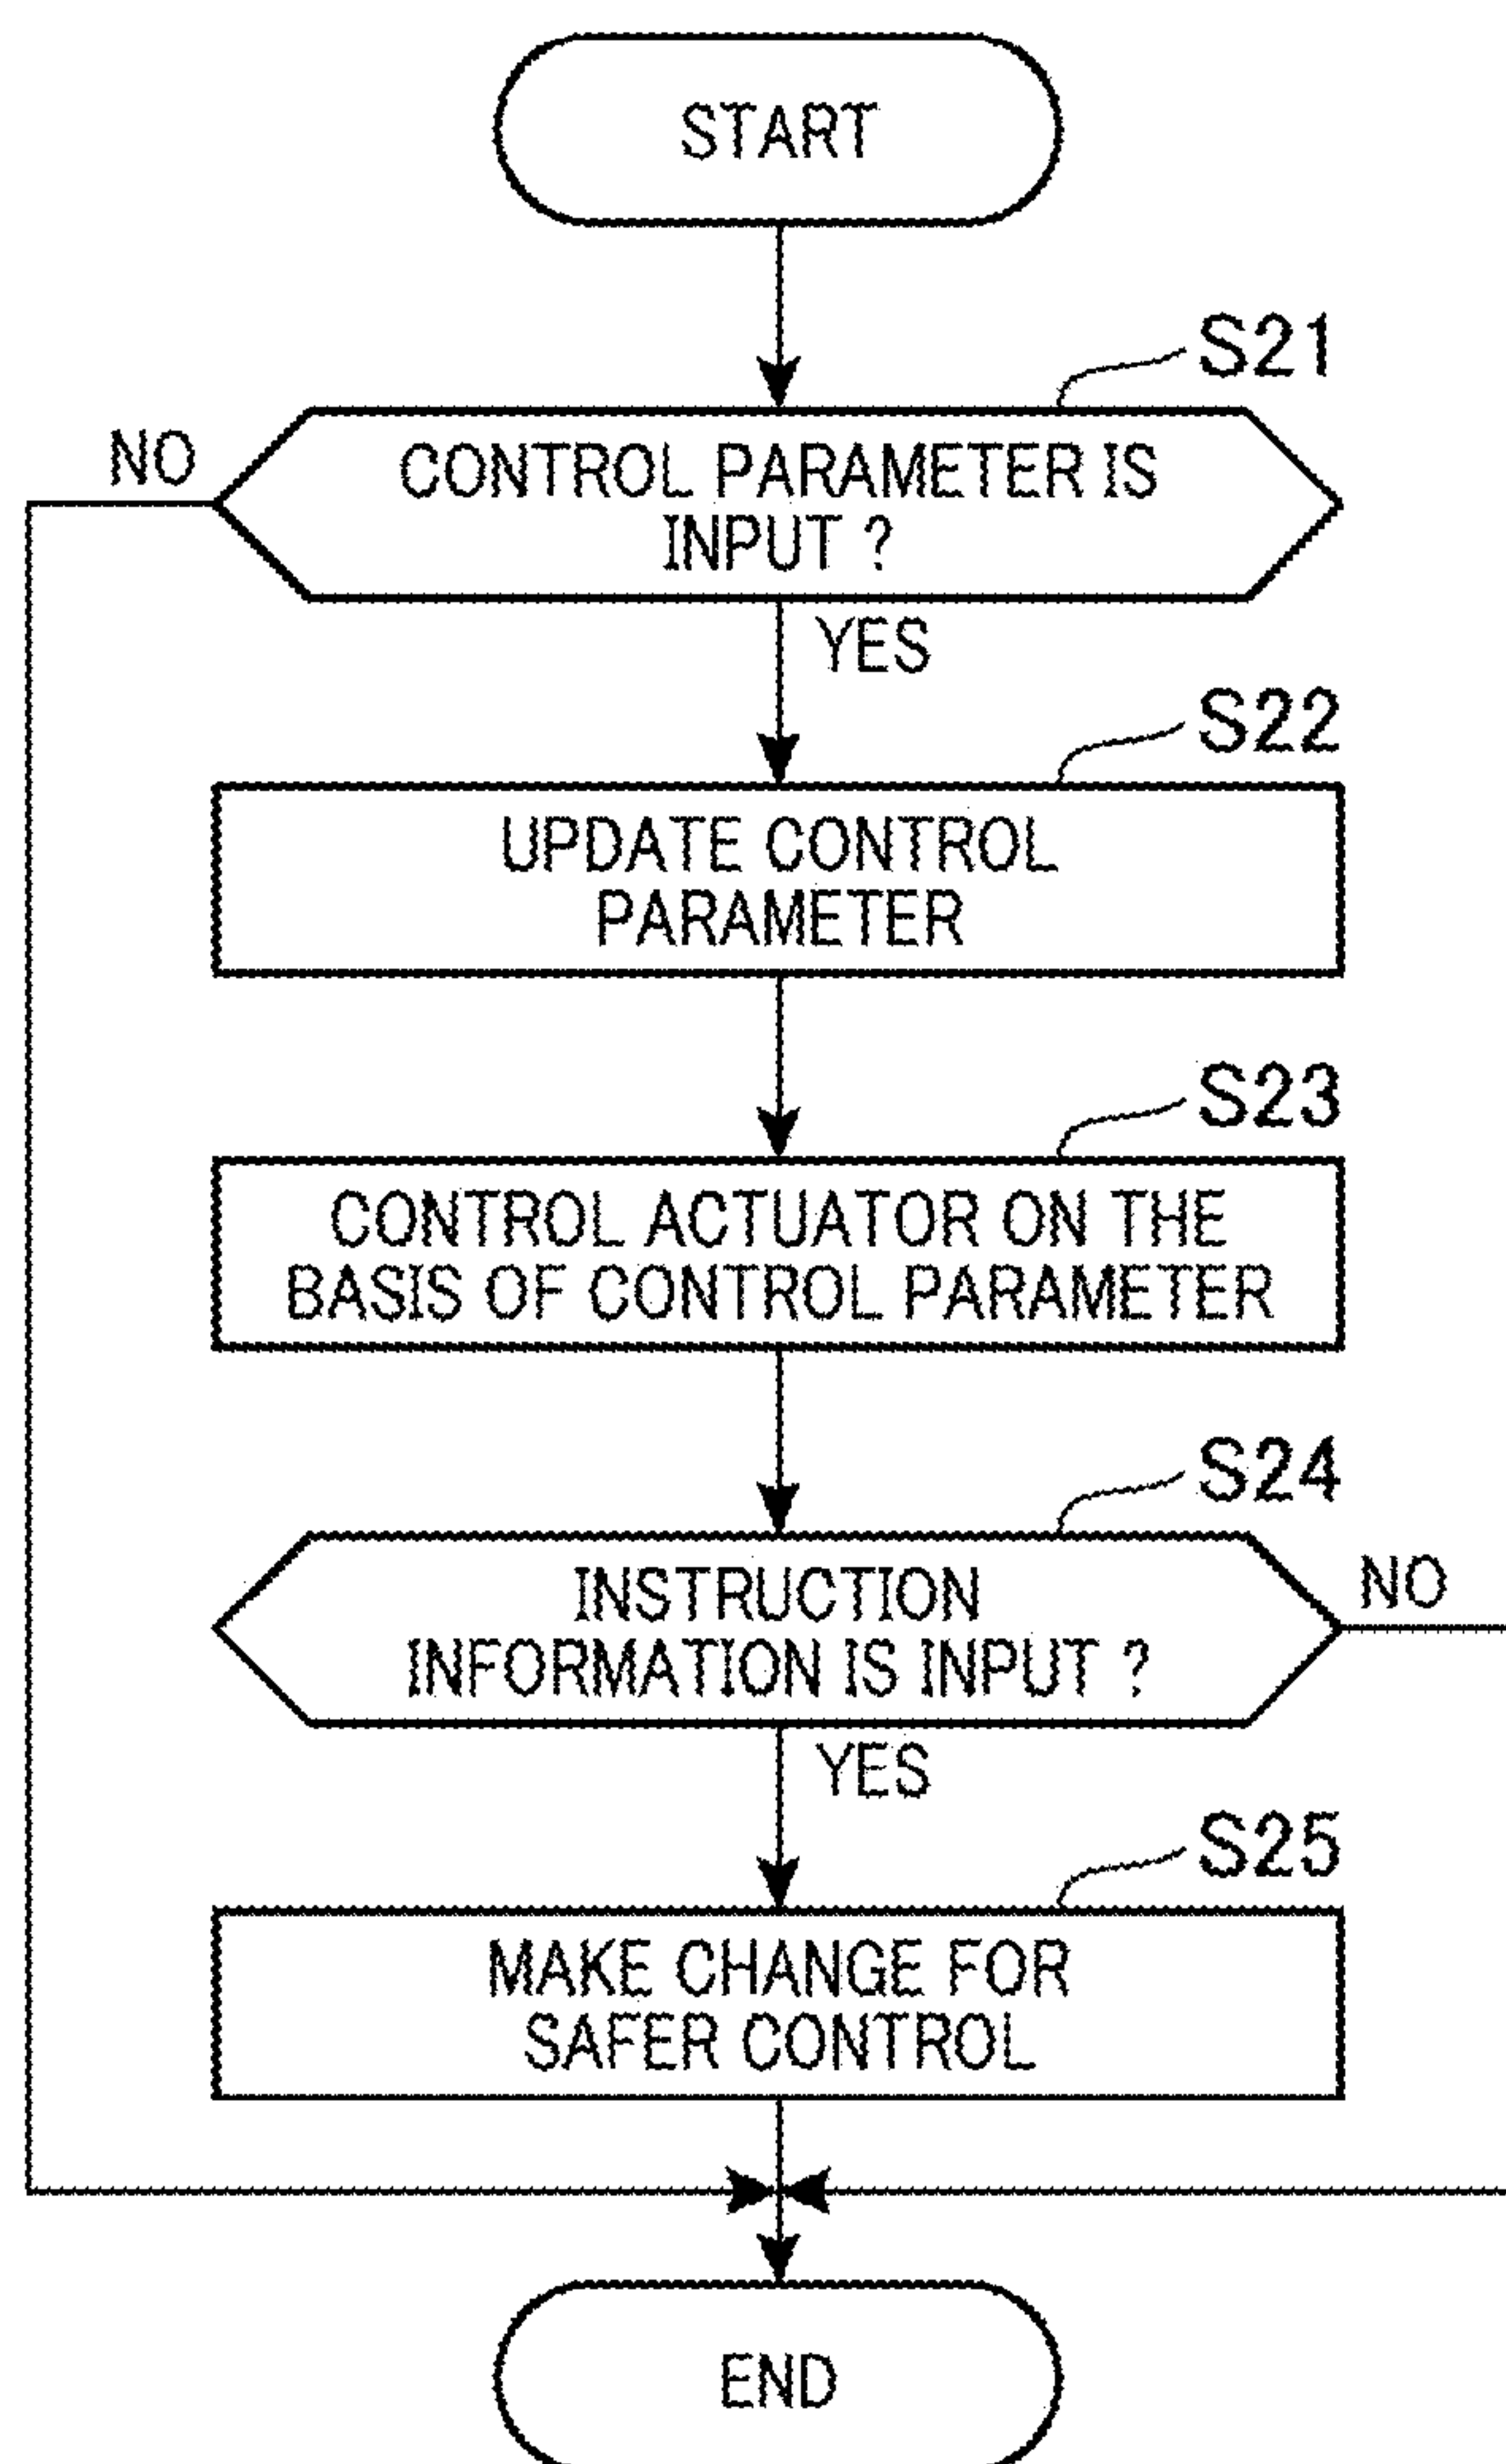 START
S21
NO
CONTROL PARAMETER IS
INPUT ?
YES
S22
UPDATE CONTROL
PARAMETER
S23
CONTROL ACTUATOR ON THE
BASIS OF CONTROL PARAMETER
S24
INSTRUCTION
INFORMATION IS INPUT ?
NO
YES
S25
MAKE CHANGE FOR
SAFER CONTROL
END